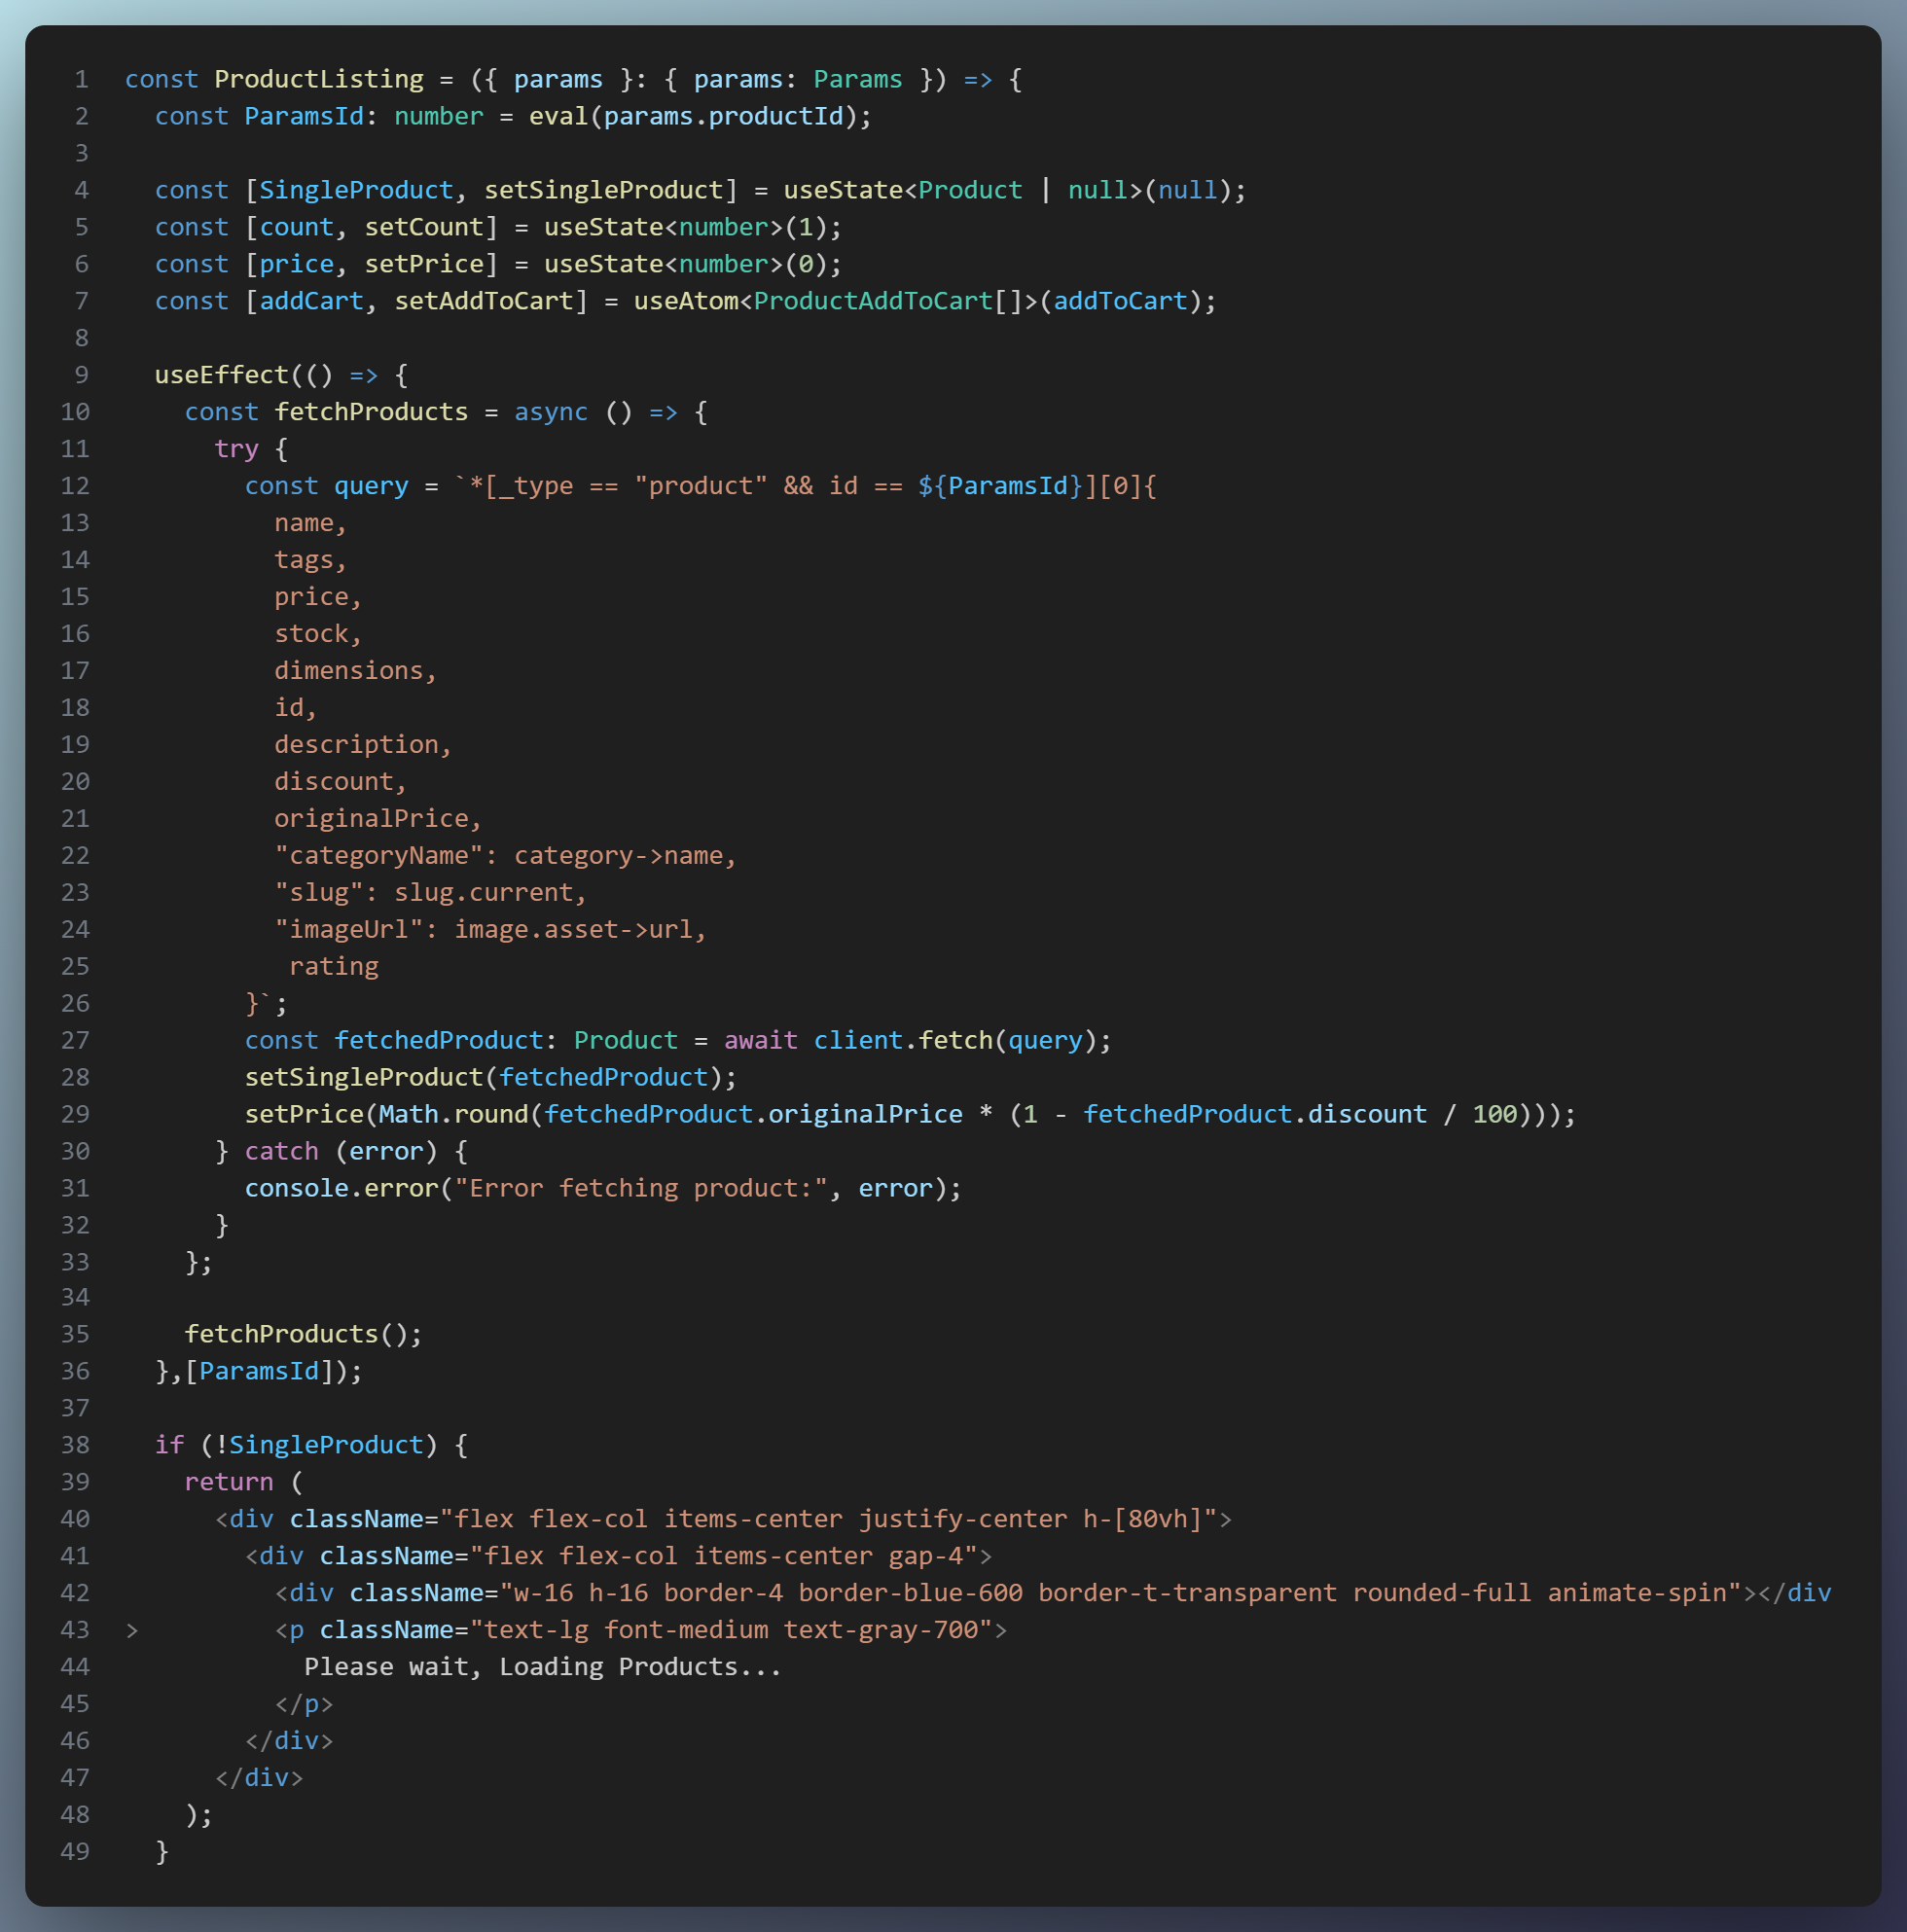 1 const ProductListing = ({ params }: { params: Params }) => {
2   const ParamsId: number = eval(params.productId);
3
4   const [SingleProduct, setSingleProduct] = useState<Product | null>(null);
5   const [count, setCount] = useState<number>(1);
6   const [price, setPrice] = useState<number>(0);
7   const [addCart, setAddToCart] = useAtom<ProductAddToCart[]>(addToCart);
8
9   useEffect(() => {
10     const fetchProducts = async () => {
11       try {
12         const query = `*[_type == "product" && id == ${ParamsId}][0]{
13           name,
14           tags,
15           price,
16           stock,
17           dimensions,
18           id,
19           description,
20           discount,
21           originalPrice,
22           "categoryName": category->name,
23           "slug": slug.current,
24           "imageUrl": image.asset->url,
25            rating
26         }`;
27         const fetchedProduct: Product = await client.fetch(query);
28         setSingleProduct(fetchedProduct);
29         setPrice(Math.round(fetchedProduct.originalPrice * (1 - fetchedProduct.discount / 100)));
30       } catch (error) {
31         console.error("Error fetching product:", error);
32       }
33     };
34
35     fetchProducts();
36   },[ParamsId]);
37
38   if (!SingleProduct) {
39     return (
40       <div className="flex flex-col items-center justify-center h-[80vh]">
41         <div className="flex flex-col items-center gap-4">
42           <div className="w-16 h-16 border-4 border-blue-600 border-t-transparent rounded-full animate-spin"></div
43 >         <p className="text-lg font-medium text-gray-700">
44             Please wait, Loading Products...
45           </p>
46         </div>
47       </div>
48     );
49   }